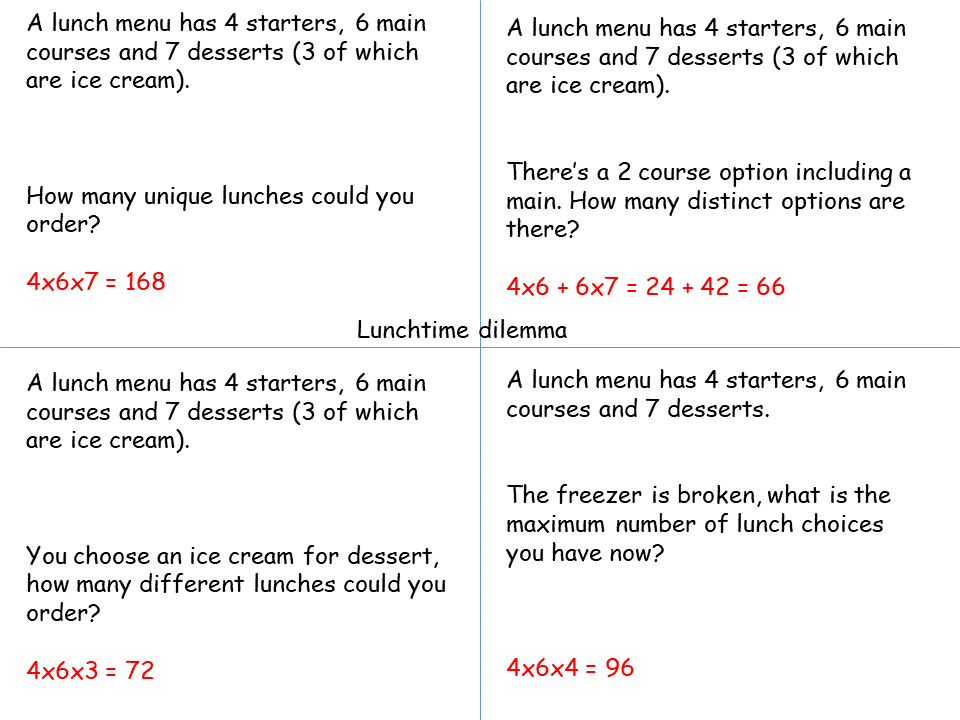 A lunch menu has 4 starters, 6 main
courses and 7 desserts (3 of which
are ice cream).
How many unique lunches could you
order?
4x6x7 = 168
A lunch menu has 4 starters, 6 main
courses and 7 desserts (3 of which
are ice cream).
There's a 2 course option including a
main. How many distinct options are
there?
4x6 + 6x7 = 24 + 42 = 66
Lunchtime dilemma
A lunch menu has 4 starters, 6 main
courses and 7 desserts (3 of which
are ice cream).
You choose an ice cream for dessert,
how many different lunches could you
order?
4x6x3 = 72
A lunch menu has 4 starters, 6 main
courses and 7 desserts.
The freezer is broken, what is the
maximum number of lunch choices
you have now?
4x6x4 = 96